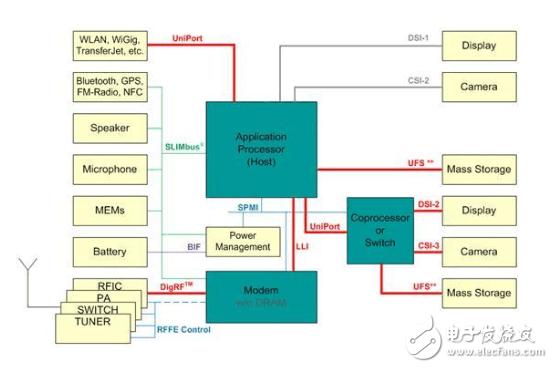 WLAN, WiGig,
TransferJet, etc.
UniPort
DSI-1
Display
Bluetooth, GPS,
FM-Radio, NFC
CSI-2
Camera
Speaker
SLIMbus®
Application
Processor
(Host)
Microphone
UFS **
Mass Storage
MEMs
SPMI
UniPort
LLI
Coprocessor
or
Switch
DSI-2
Display
Battery
BIF
Power
Management
CSI-3
Camera
RFIC
PA
SWITCH
TUNER
DigRF™
Modem
w/o DRAM
UFS**
Mass Storage
RFFE Control
电子发烧友
www.elecfans.com